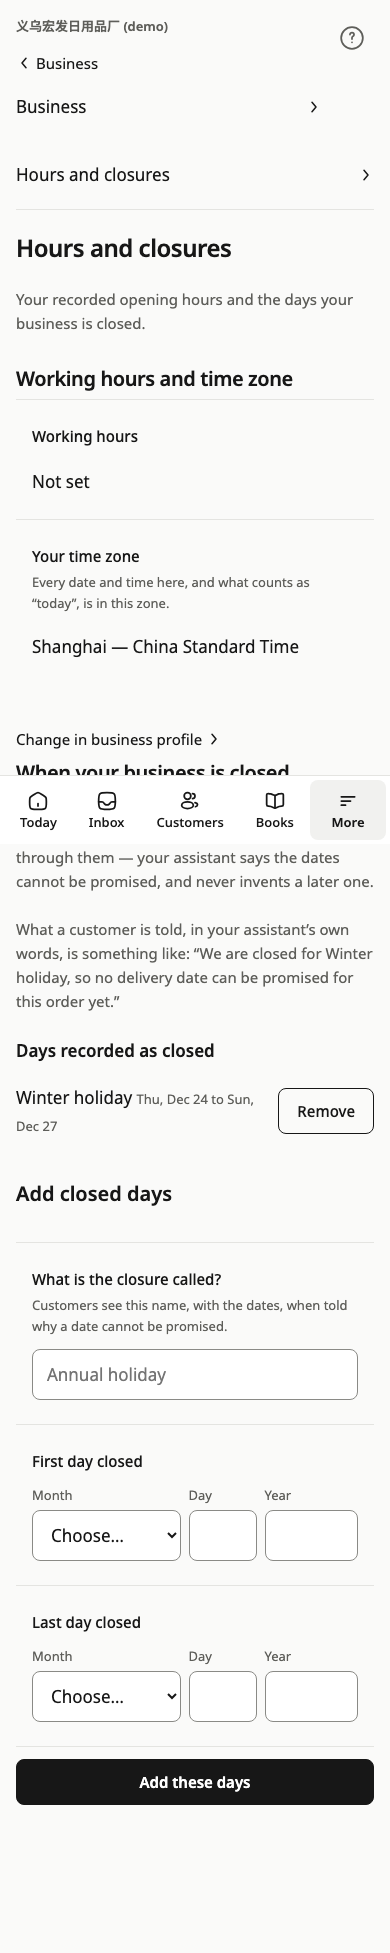 义乌宏发日用品厂 (demo)
Business
Business
Hours and closures
Hours and closures
Your recorded opening hours and the days your
business is closed.
Working hours and time zone
Working hours
Not set
Your time zone
Every date and time here, and what counts as
“today”, is in this zone.
Shanghai — China Standard Time
Change in business profile
When your business is closed
Today
Inbox
Customers
Books
More
through them — your assistant says the dates
cannot be promised, and never invents a later one.
What a customer is told, in your assistant’s own
words, is something like: “We are closed for Winter
holiday, so no delivery date can be promised for
this order yet.”
Days recorded as closed
Winter holiday Thu, Dec 24 to Sun,
Dec 27
Remove
Add closed days
What is the closure called?
Customers see this name, with the dates, when told
why a date cannot be promised.
Annual holiday
First day closed
Month Day Year
Choose...
Last day closed
Month Day Year
Choose...
Add these days